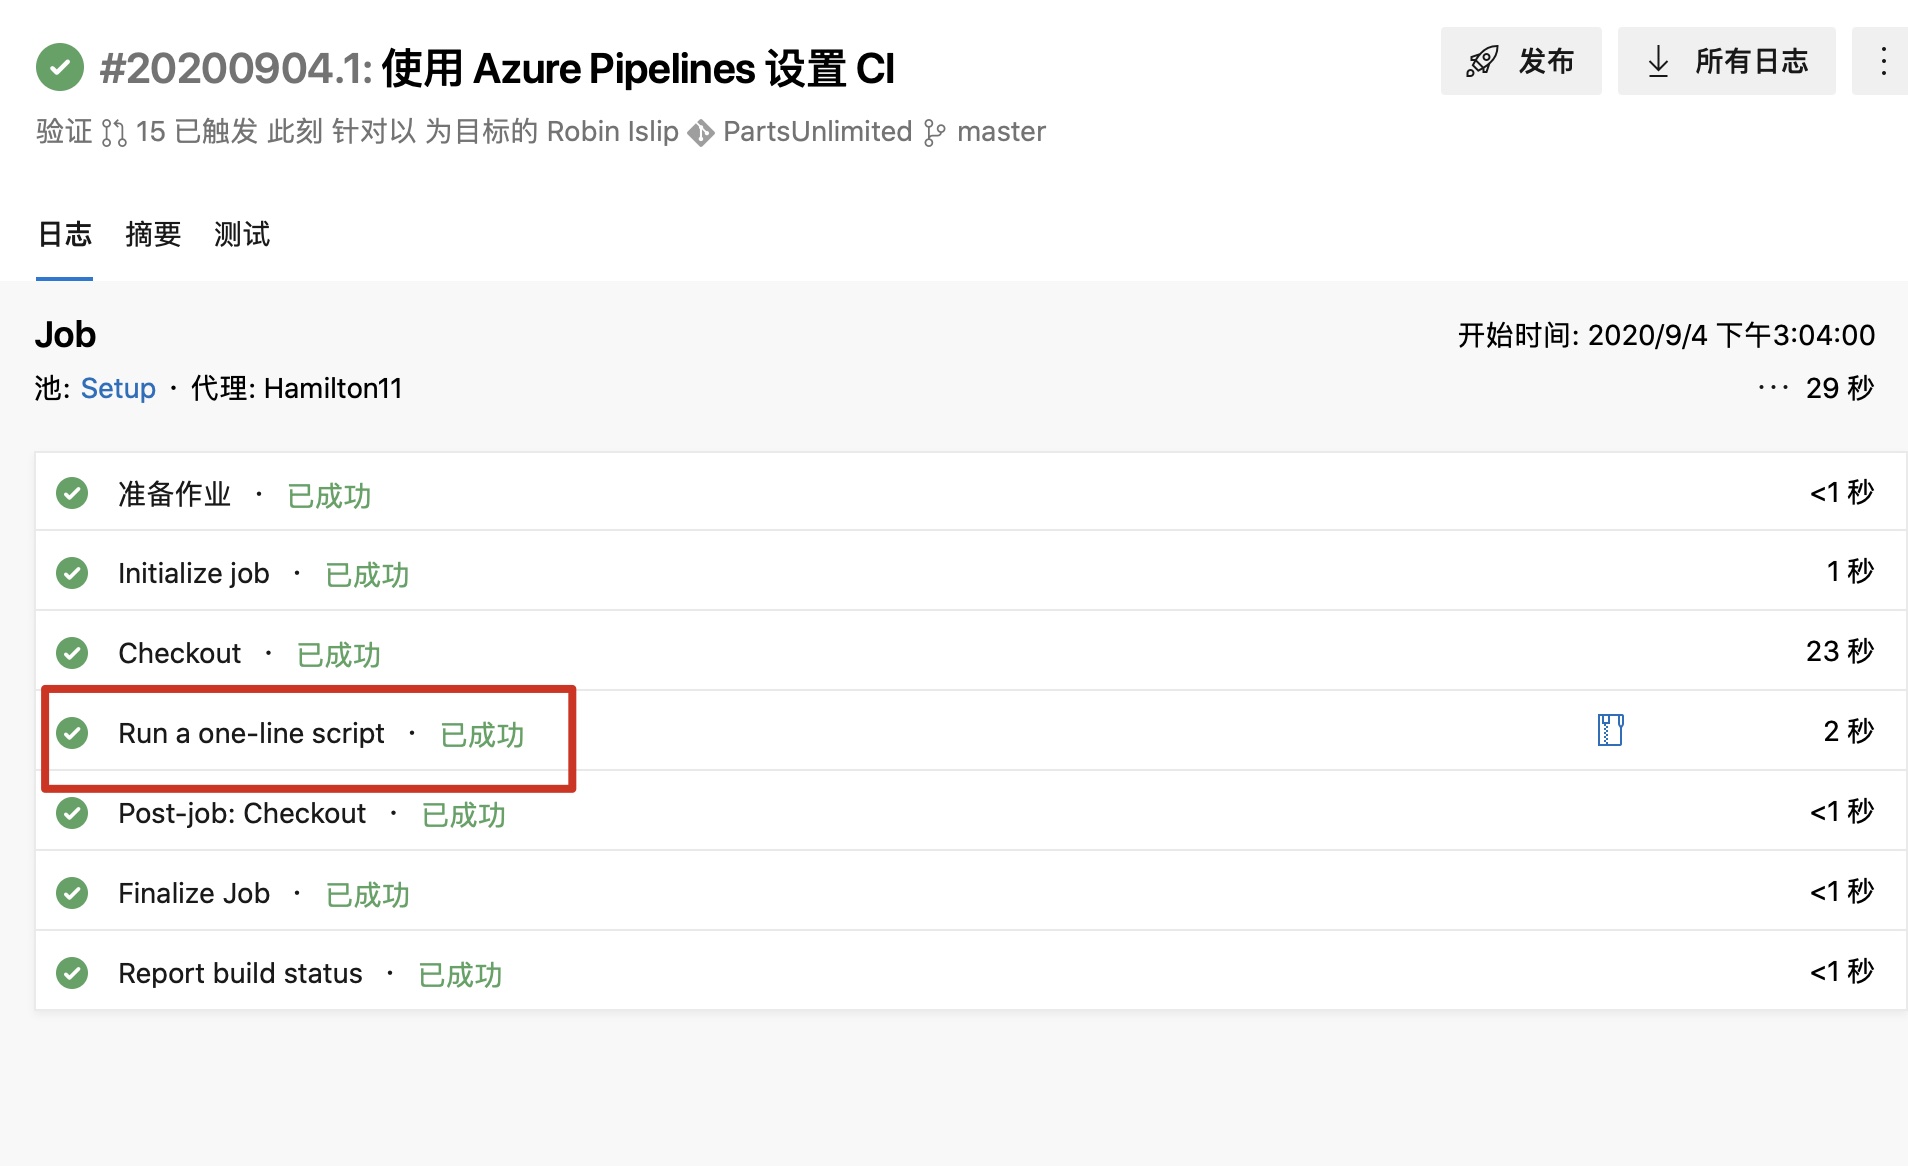 #20200904.1: 使用 Azure Pipelines 设置 CI
发布
所有日志
验证 15 已触发 此刻 针对以 为目标的 Robin Islip PartsUnlimited master
日志 摘要 测试
Job
开始时间: 2020/9/4 下午3:04:00
池: Setup · 代理: Hamilton11
··· 29 秒
准备作业 · 已成功 <1 秒
Initialize job · 已成功 1 秒
Checkout · 已成功 23 秒
Run a one-line script · 已成功 2 秒
Post-job: Checkout · 已成功 <1 秒
Finalize Job · 已成功 <1 秒
Report build status · 已成功 <1 秒